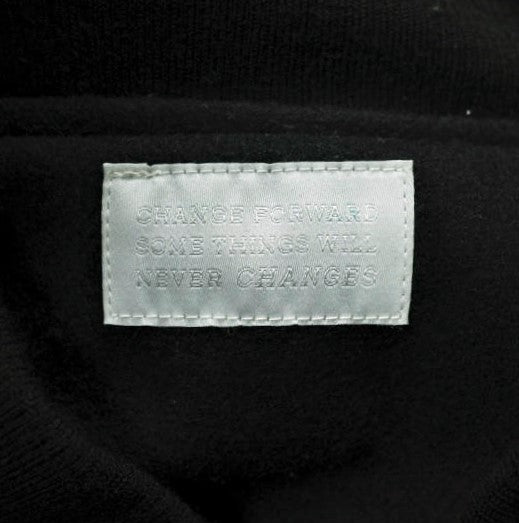 CHANGE FORWARD
SOME THINGS WILL
NEVER CHANGES